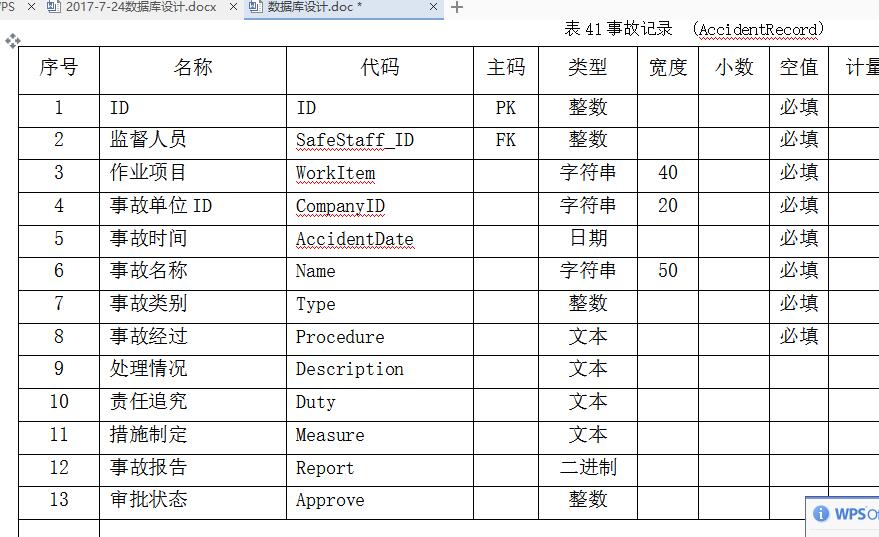 PS
2017-7-24数据库设计.docx
数据库设计.doc *
表 41 事故记录 （AccidentRecord）
序号 名称 代码 主码 类型 宽度 小数 空值 计量
1 ID ID PK 整数 必填
2 监督人员 SafeStaff_ID FK 整数 必填
3 作业项目 WorkItem 字符串 40 必填
4 事故单位 ID CompanyID 字符串 20 必填
5 事故时间 AccidentDate 日期 必填
6 事故名称 Name 字符串 50 必填
7 事故类别 Type 整数 必填
8 事故经过 Procedure 文本 必填
9 处理情况 Description 文本
10 责任追究 Duty 文本
11 措施制定 Measure 文本
12 事故报告 Report 二进制
13 审批状态 Approve 整数
WPSOf